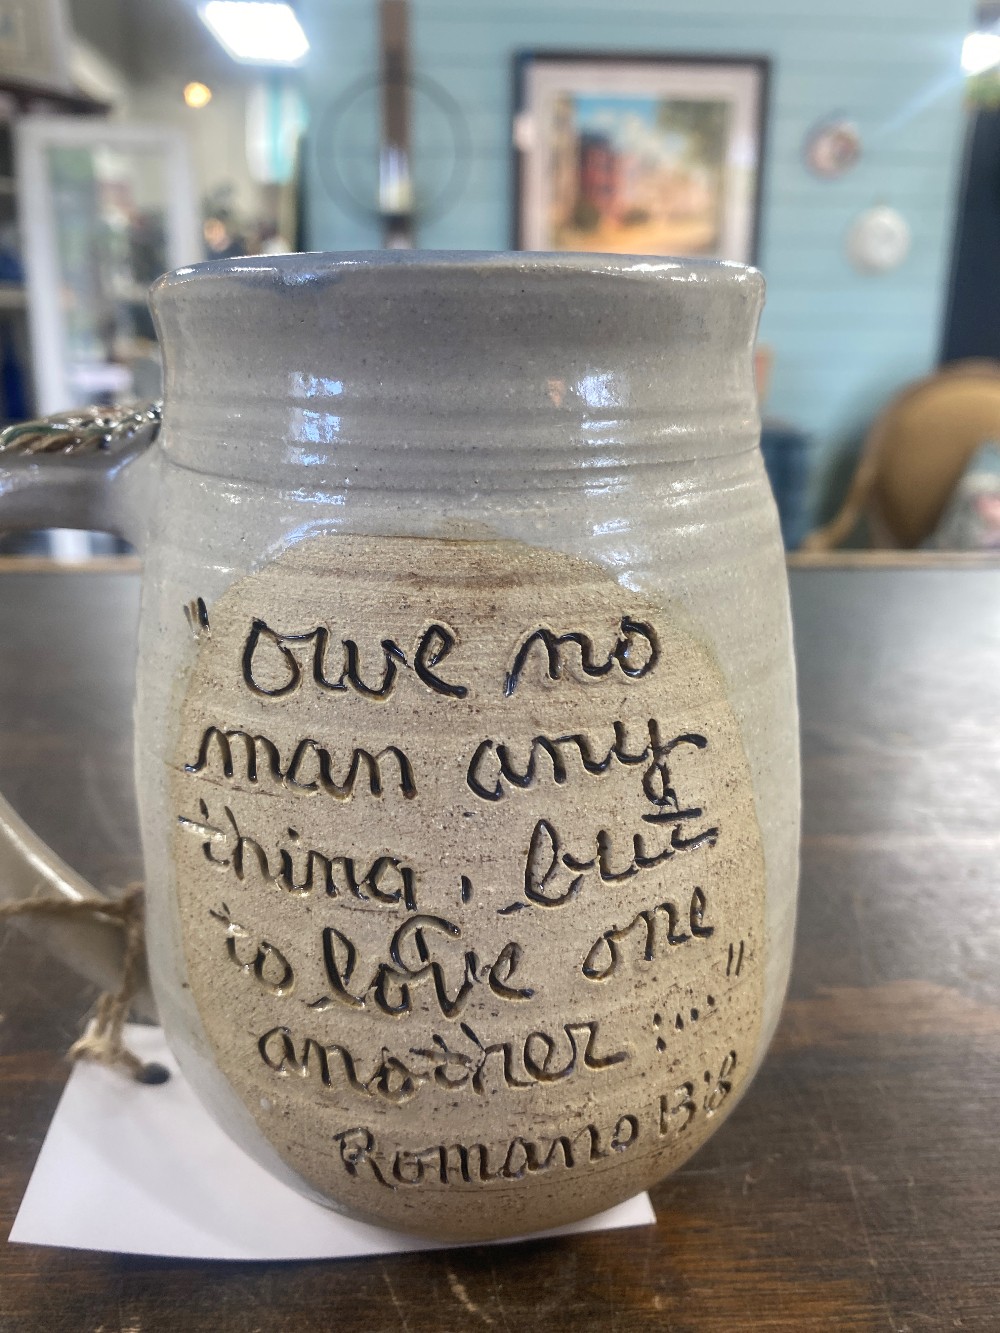 "owe no
man any
thing, but
to love one
another:..."
Romans 13:8